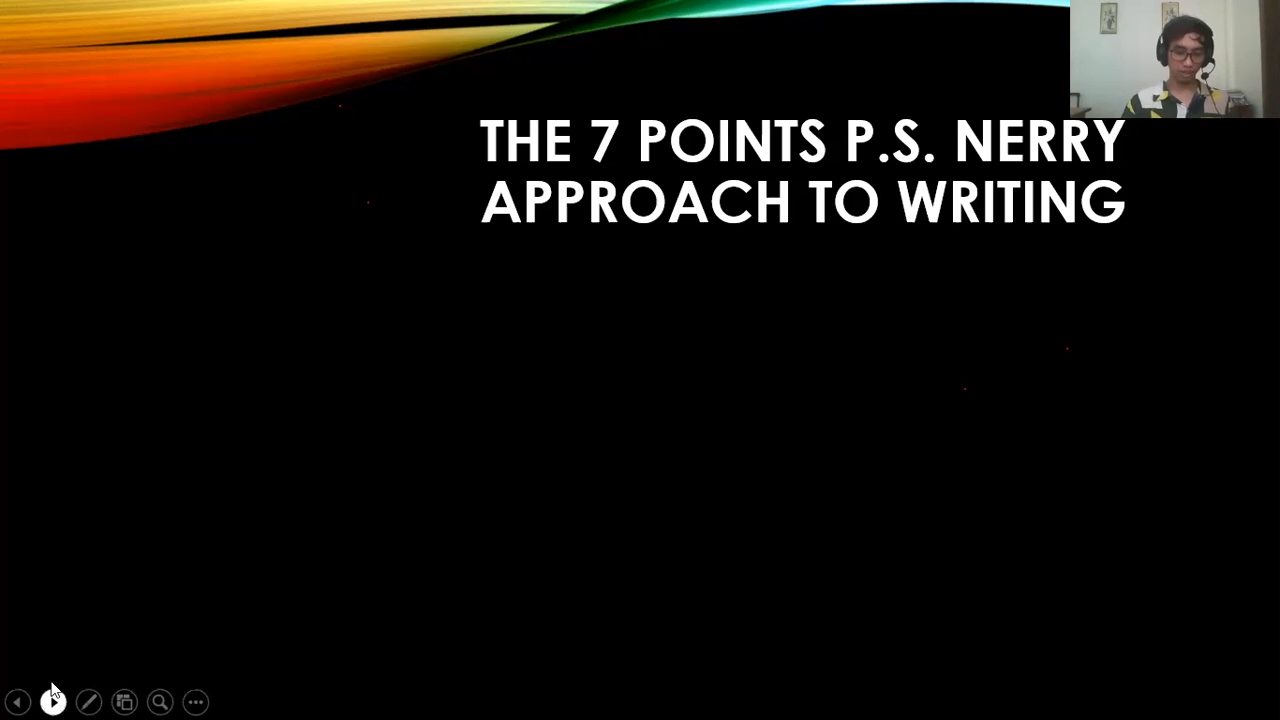 THE 7 POINTS P.S. NERRY
APPROACH TO WRITING